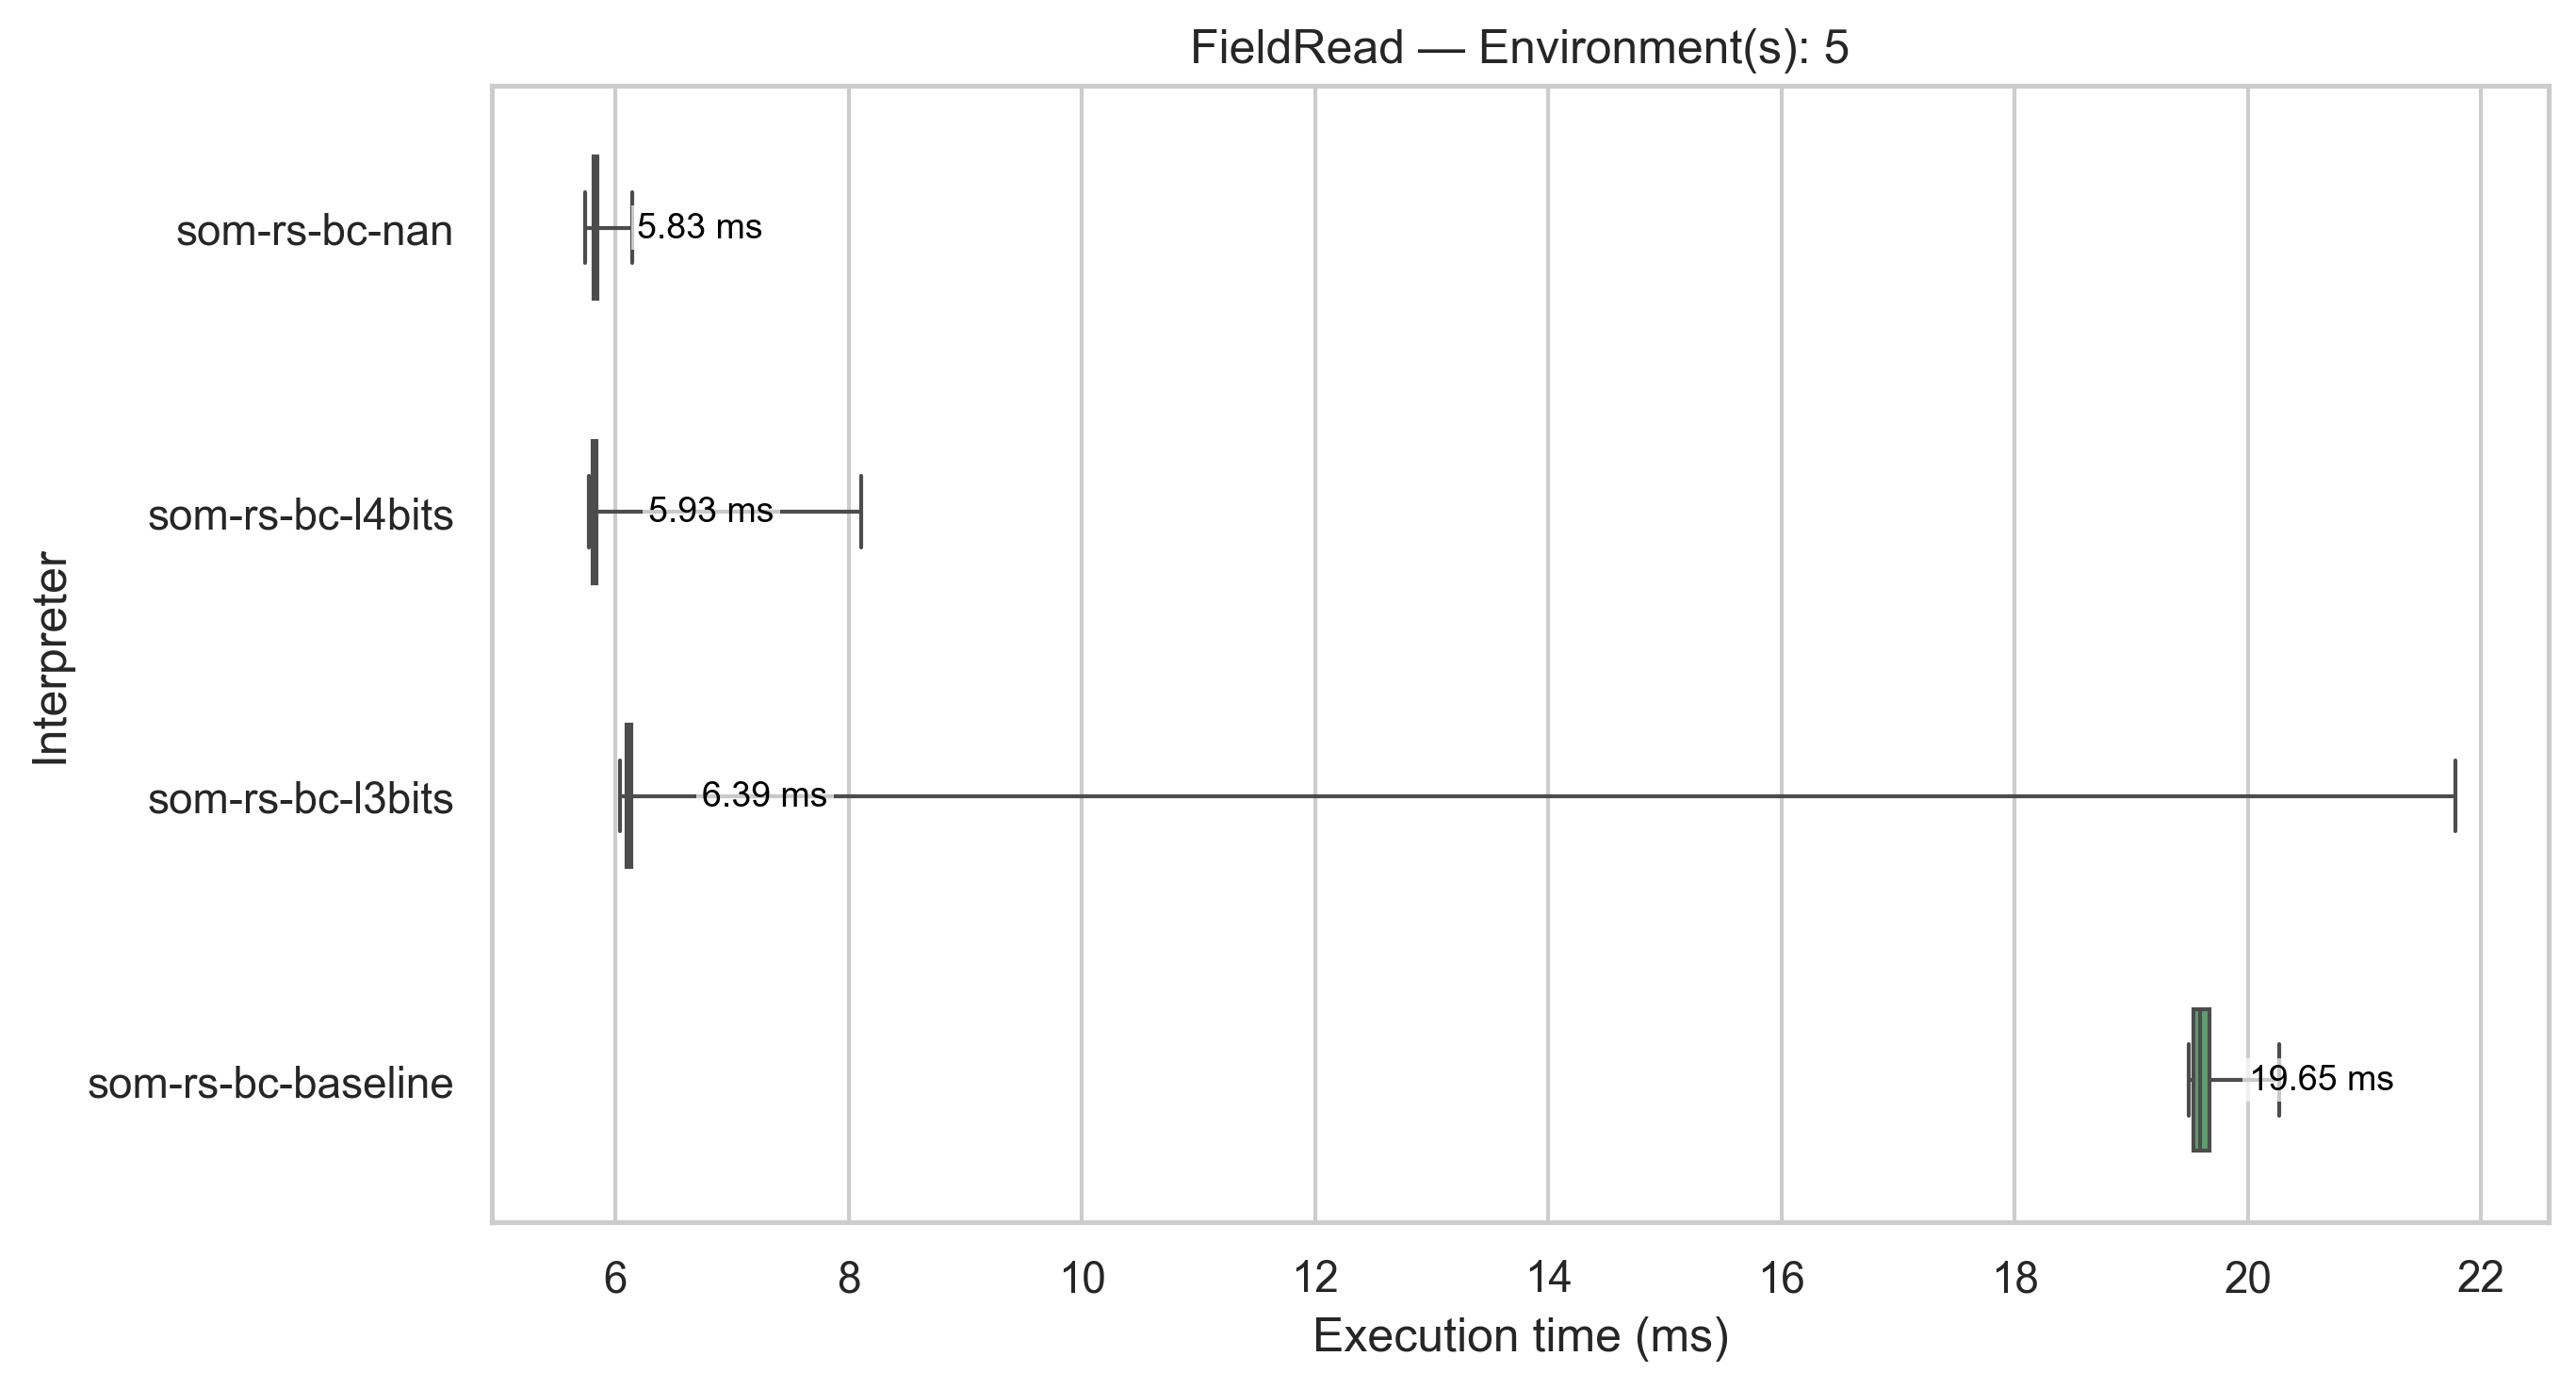 FieldRead — Environment(s): 5
som-rs-bc-nan
5.83 ms
som-rs-bc-l4bits
5.93 ms
som-rs-bc-l3bits
6.39 ms
som-rs-bc-baseline
19.65 ms
Interpreter
6 8 10 12 14 16 18 20 22
Execution time (ms)